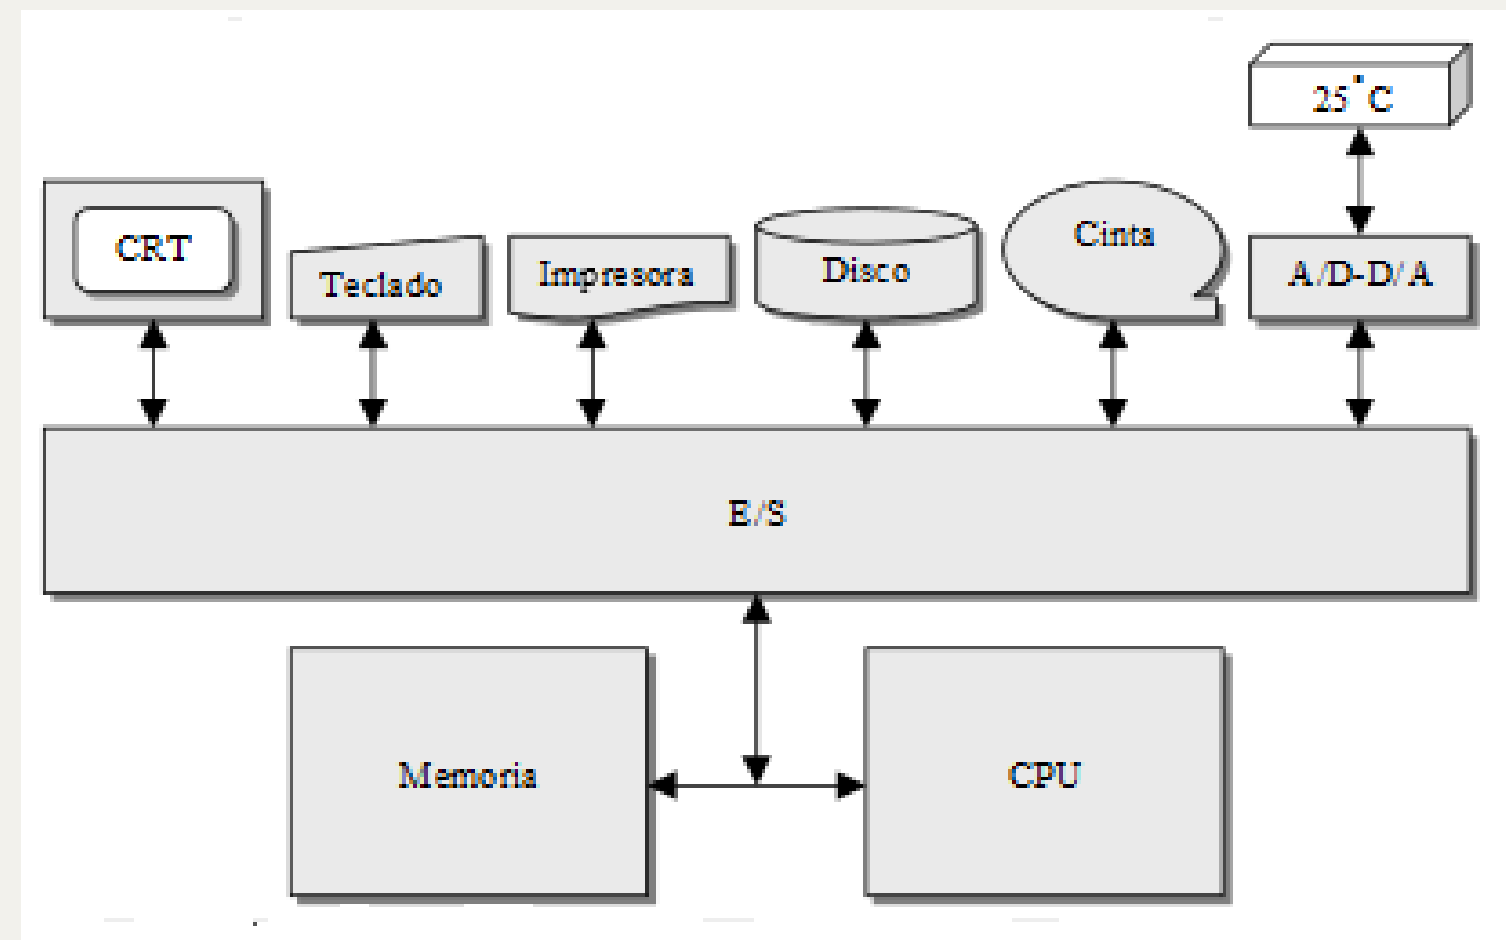 25°C
CRT
Teclado
Impresora
Disco
Cinta
A/D-D/A
E/S
Memoria
CPU